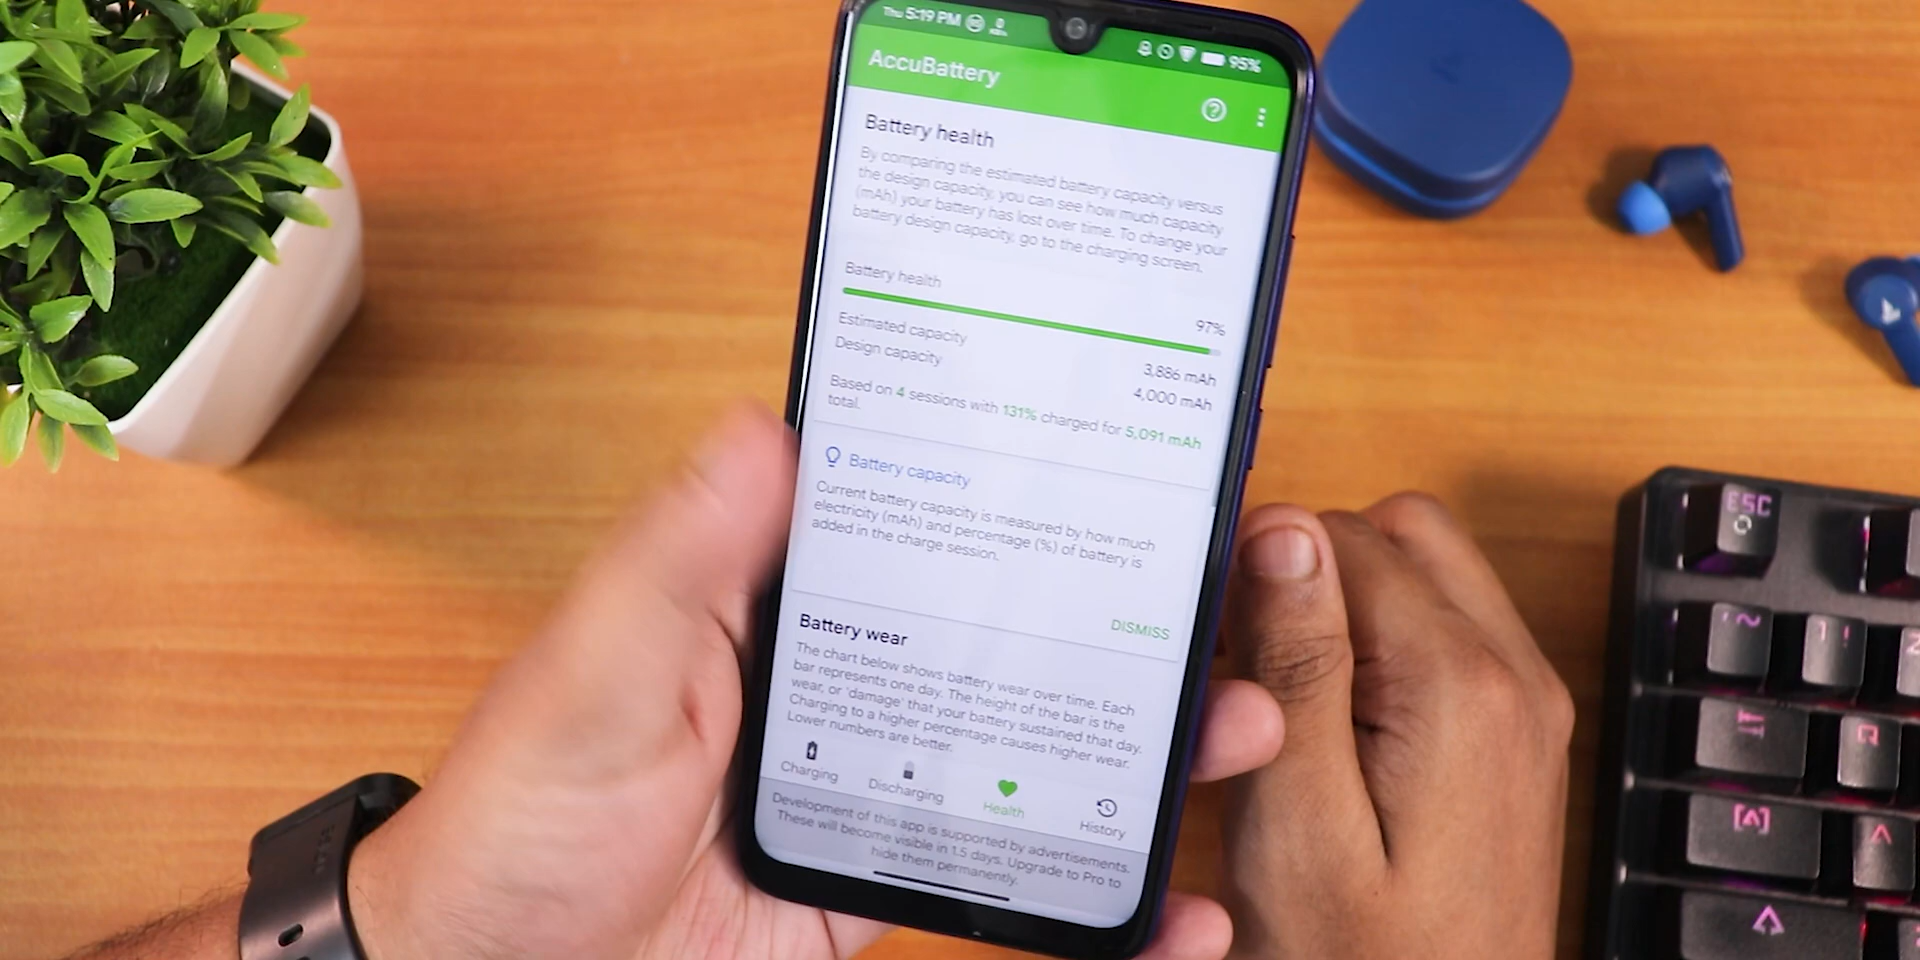 Thu 5:19 PM 0 KB/s 95%
AccuBattery
Battery health
By comparing the estimated battery capacity versus
the design capacity, you can see how much capacity
(mAh) your battery has lost over time. To change your
battery design capacity, go to the charging screen.
Battery health
97%
Estimated capacity 3,886 mAh
Design capacity 4,000 mAh
Based on 4 sessions with 131% charged for 5,091 mAh
total.
Battery capacity
Current battery capacity is measured by how much
electricity (mAh) and percentage (%) of battery is
added in the charge session.
DISMISS
Battery wear
The chart below shows battery wear over time. Each
bar represents one day. The height of the bar is the
wear, or 'damage' that your battery sustained that day.
Charging to a higher percentage causes higher wear.
Lower numbers are better.
Charging Discharging Health History
Development of this app is supported by advertisements.
These will become visible in 1.5 days. Upgrade to Pro to
hide them permanently.
ESC
~
1 !
2